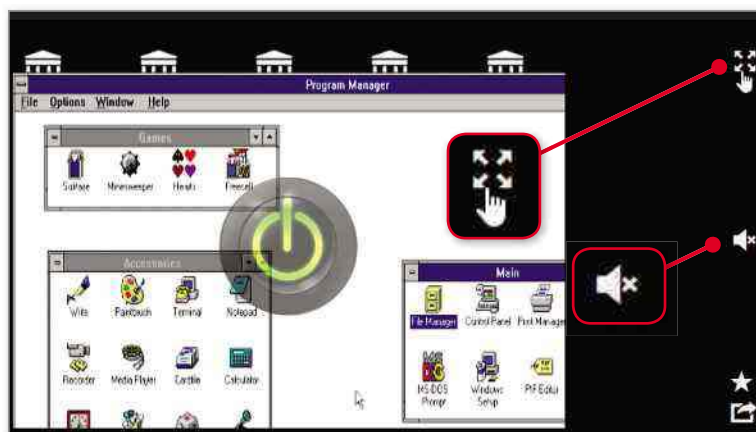 Program Manager
File Options Window Help
Games
Solitaire Minesweeper Hearts Freecell
Accessories
Write Paintbrush Terminal Notepad
Recorder Media Player Cardfile Calculator
Main
File Manager Control Panel Print Manager
MS-DOS Prompt Windows Setup PIF Editor